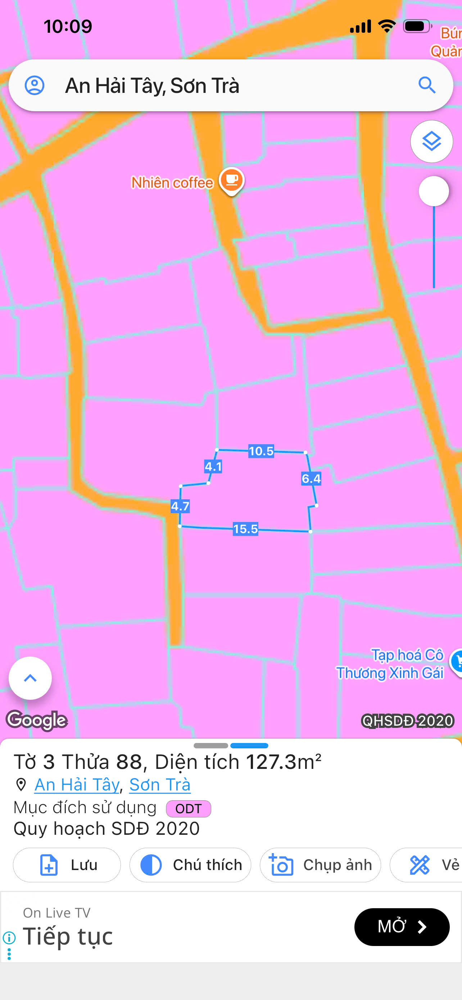 10:09
Bún
Quản
An Hải Tây, Sơn Trà
Nhiên coffee
10.5
4.1
6.4
4.7
15.5
Tạp hoá Cô
Thương Xinh Gái
Google
QHSDĐ 2020
Tờ 3 Thửa 88, Diện tích 127.3m²
An Hải Tây, Sơn Trà
Mục đích sử dụng ODT
Quy hoạch SDĐ 2020
Lưu
Chú thích
Chụp ảnh
Vẻ
On Live TV
Tiếp tục
MỞ